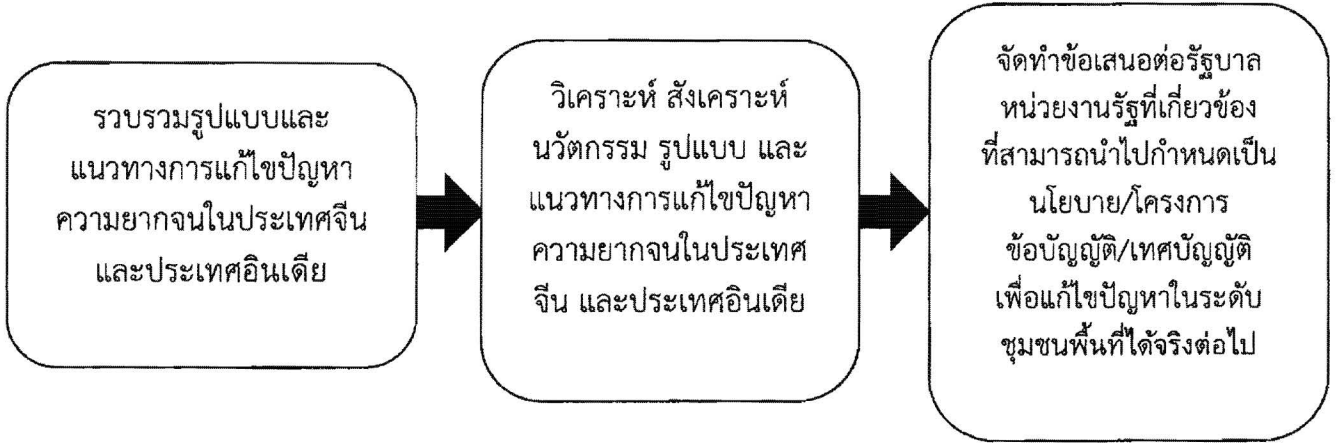 รวบรวมรูปแบบและ
แนวทางการแก้ไขปัญหา
ความยากจนในประเทศจีน
และประเทศอินเดีย
วิเคราะห์ สังเคราะห์
นวัตกรรม รูปแบบ และ
แนวทางการแก้ไขปัญหา
ความยากจนในประเทศ
จีน และประเทศอินเดีย
จัดทำข้อเสนอต่อรัฐบาล
หน่วยงานรัฐที่เกี่ยวข้อง
ที่สามารถนำไปกำหนดเป็น
นโยบาย/โครงการ
ข้อบัญญัติ/เทศบัญญัติ
เพื่อแก้ไขปัญหาในระดับ
ชุมชนพื้นที่ได้จริงต่อไป